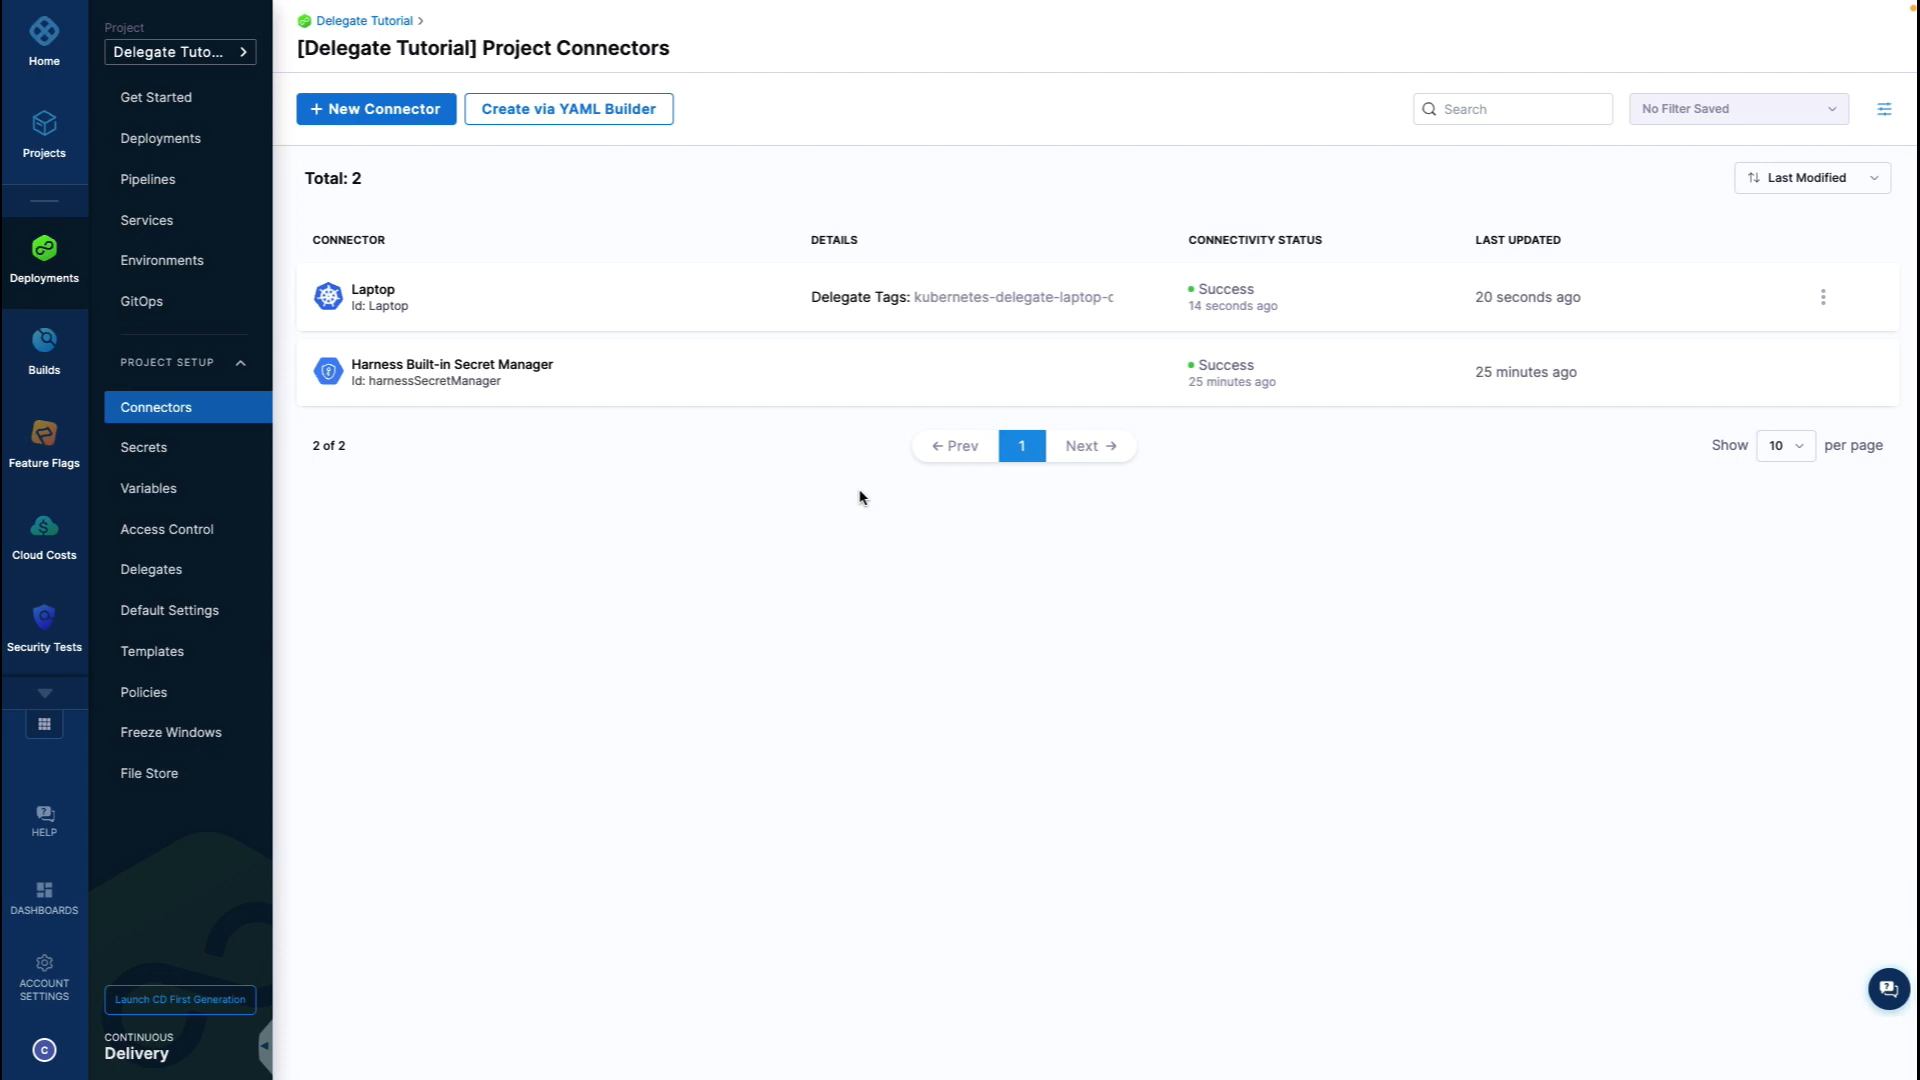 Home
Projects
Deployments
Builds
Feature Flags
Cloud Costs
Security Tests
HELP
DASHBOARDS
ACCOUNT
SETTINGS
C
Project
Delegate Tuto...
Get Started
Deployments
Pipelines
Services
Environments
GitOps
PROJECT SETUP
Connectors
Secrets
Variables
Access Control
Delegates
Default Settings
Templates
Policies
Freeze Windows
File Store
Launch CD First Generation
CONTINUOUS
Delivery
Delegate Tutorial
[Delegate Tutorial] Project Connectors
+ New Connector
Create via YAML Builder
Search
No Filter Saved
Total: 2
Last Modified
CONNECTOR DETAILS CONNECTIVITY STATUS LAST UPDATED
Laptop
Id: Laptop
Delegate Tags: kubernetes-delegate-laptop-c
Success
14 seconds ago
20 seconds ago
Harness Built-in Secret Manager
Id: harnessSecretManager
Success
25 minutes ago
25 minutes ago
2 of 2
← Prev 1 Next →
Show 10 per page